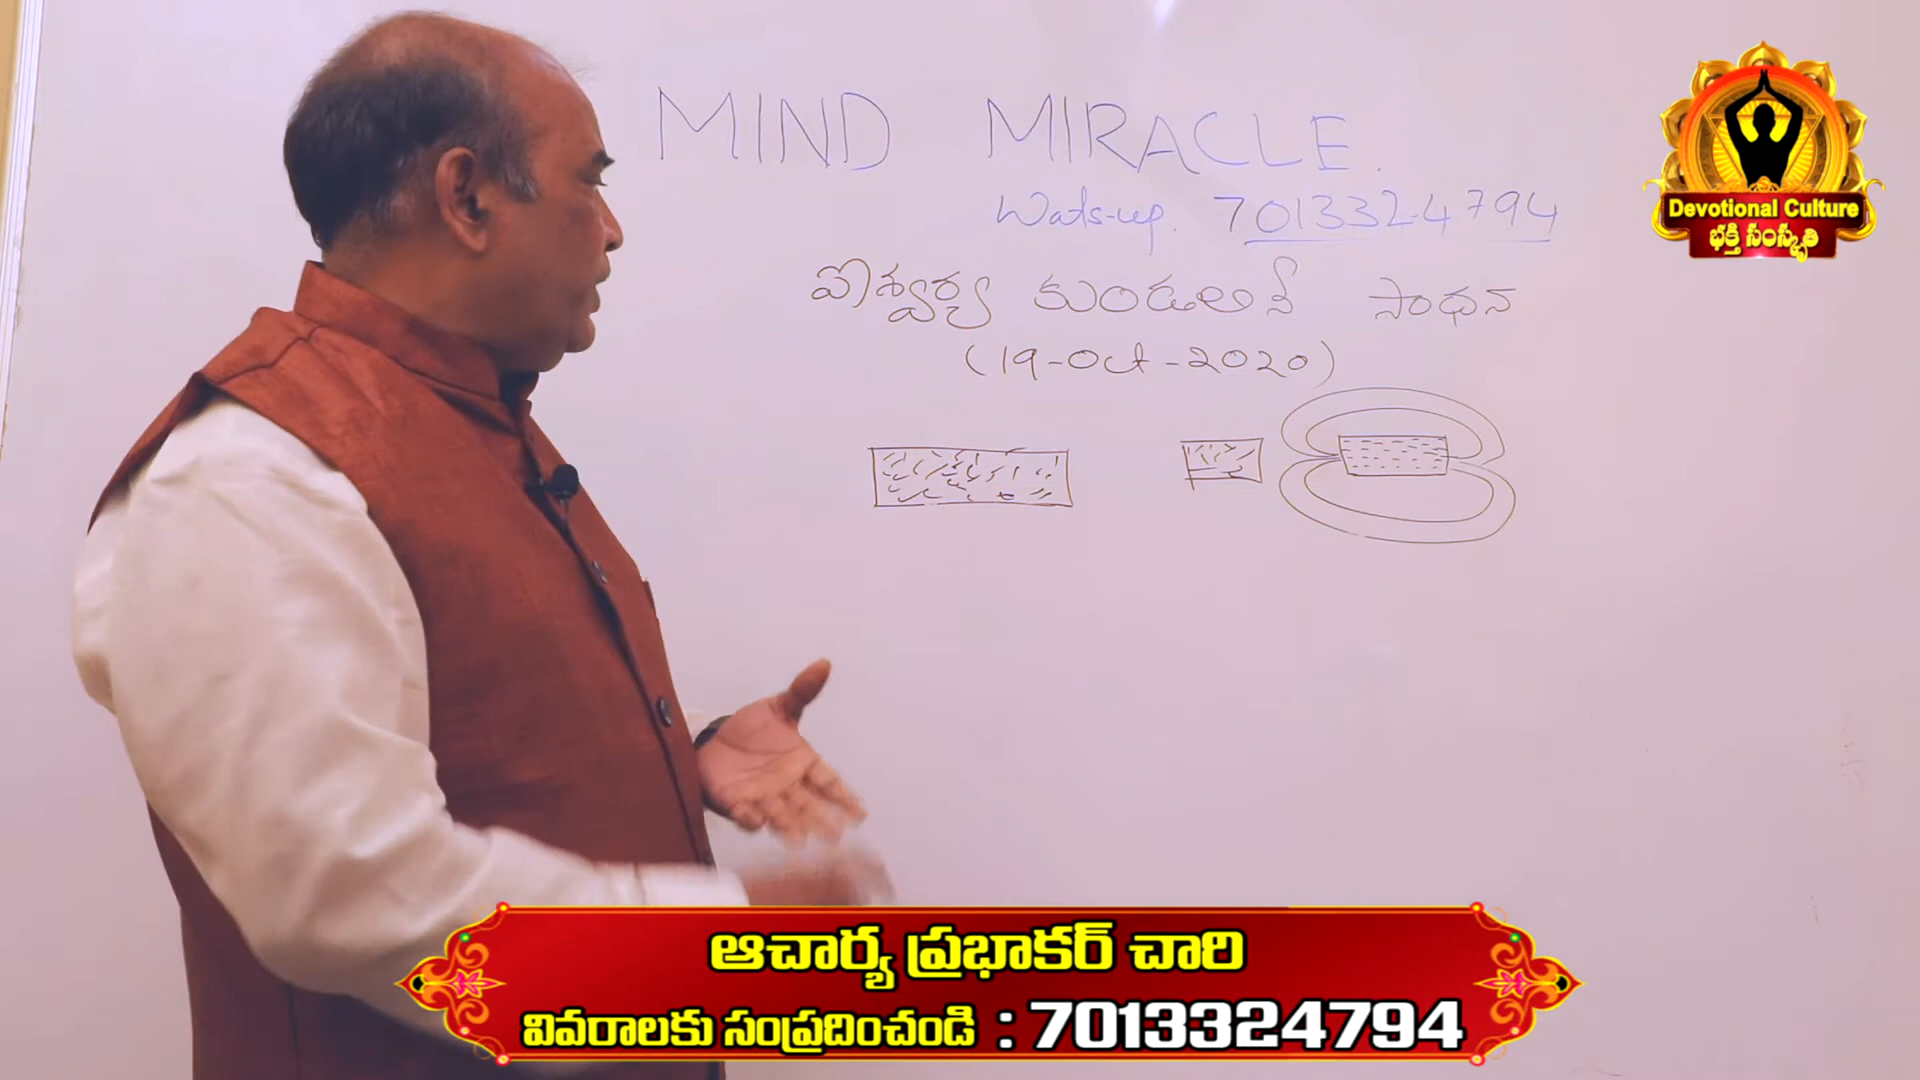 MIND MIRACLE.
Wats-up. 7013324794
ఐశ్వర్య కుండలినీ సాధన
(19-Oct-2020)
Devotional Culture
భక్తి సంస్కృతి
ఆచార్య ప్రభాకర్ చారి
వివరాలకు సంప్రదించండి : 7013324794